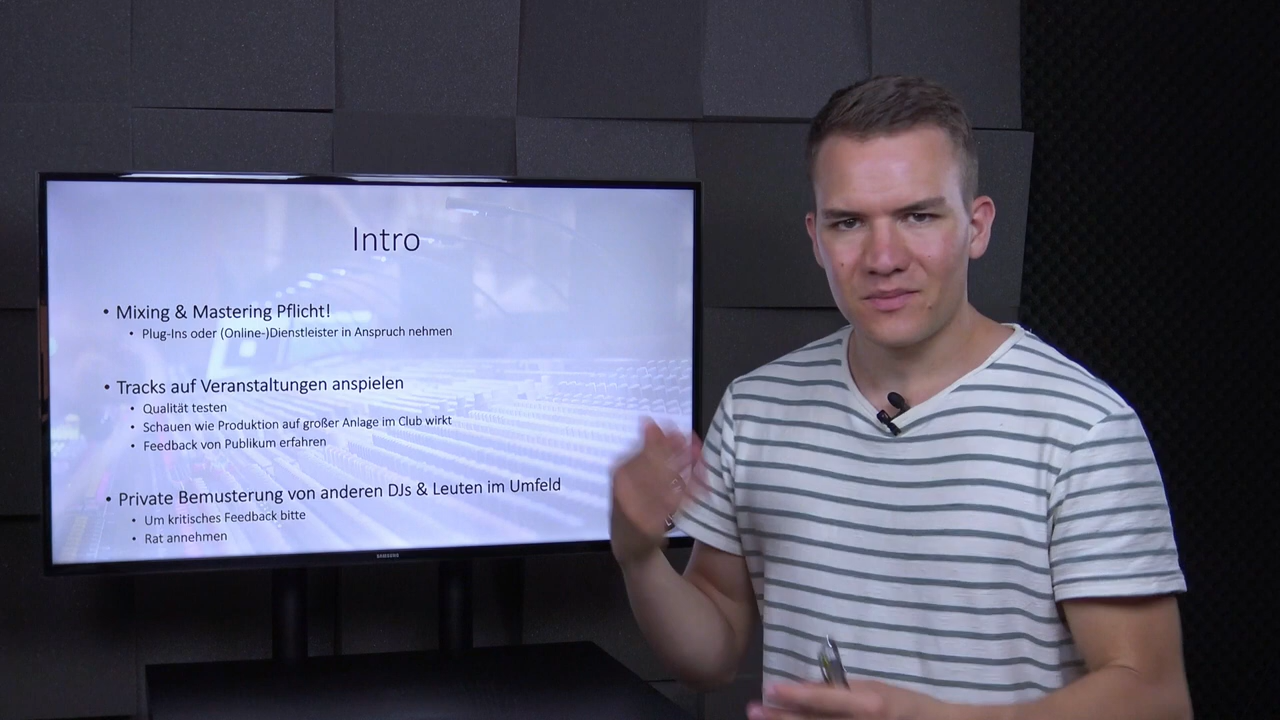 Intro
• Mixing & Mastering Pflicht!
• Plug-Ins oder (Online-)Dienstleister in Anspruch nehmen
• Tracks auf Veranstaltungen anspielen
• Qualität testen
• Schauen wie Produktion auf großer Anlage im Club wirkt
• Feedback von Publikum erfahren
• Private Bemusterung von anderen DJs & Leuten im Umfeld
• Um kritisches Feedback bitte
• Rat annehmen
SAMSUNG